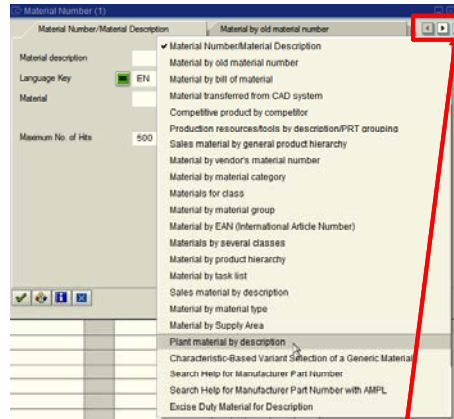 Material Number (1)
Material Number/Material Description
Material by old material number
Material description
Language Key
EN
Material
Maximum No. of Hits
500
Material Number/Material Description
Material by old material number
Material by bill of material
Material transferred from CAD system
Competitive product by competitor
Production resources/tools by description/PRT grouping
Sales material by general product hierarchy
Material by vendor's material number
Material by material category
Materials for class
Material by material group
Material by EAN (International Article Number)
Materials by several classes
Material by product hierarchy
Material by task list
Sales material by description
Material by material type
Material by Supply Area
Plant material by description
Characteristic-Based Variant Selection of a Generic Material
Search Help for Manufacturer Part Number
Search Help for Manufacturer Part Number with AMPL
Excise Duty Material for Description